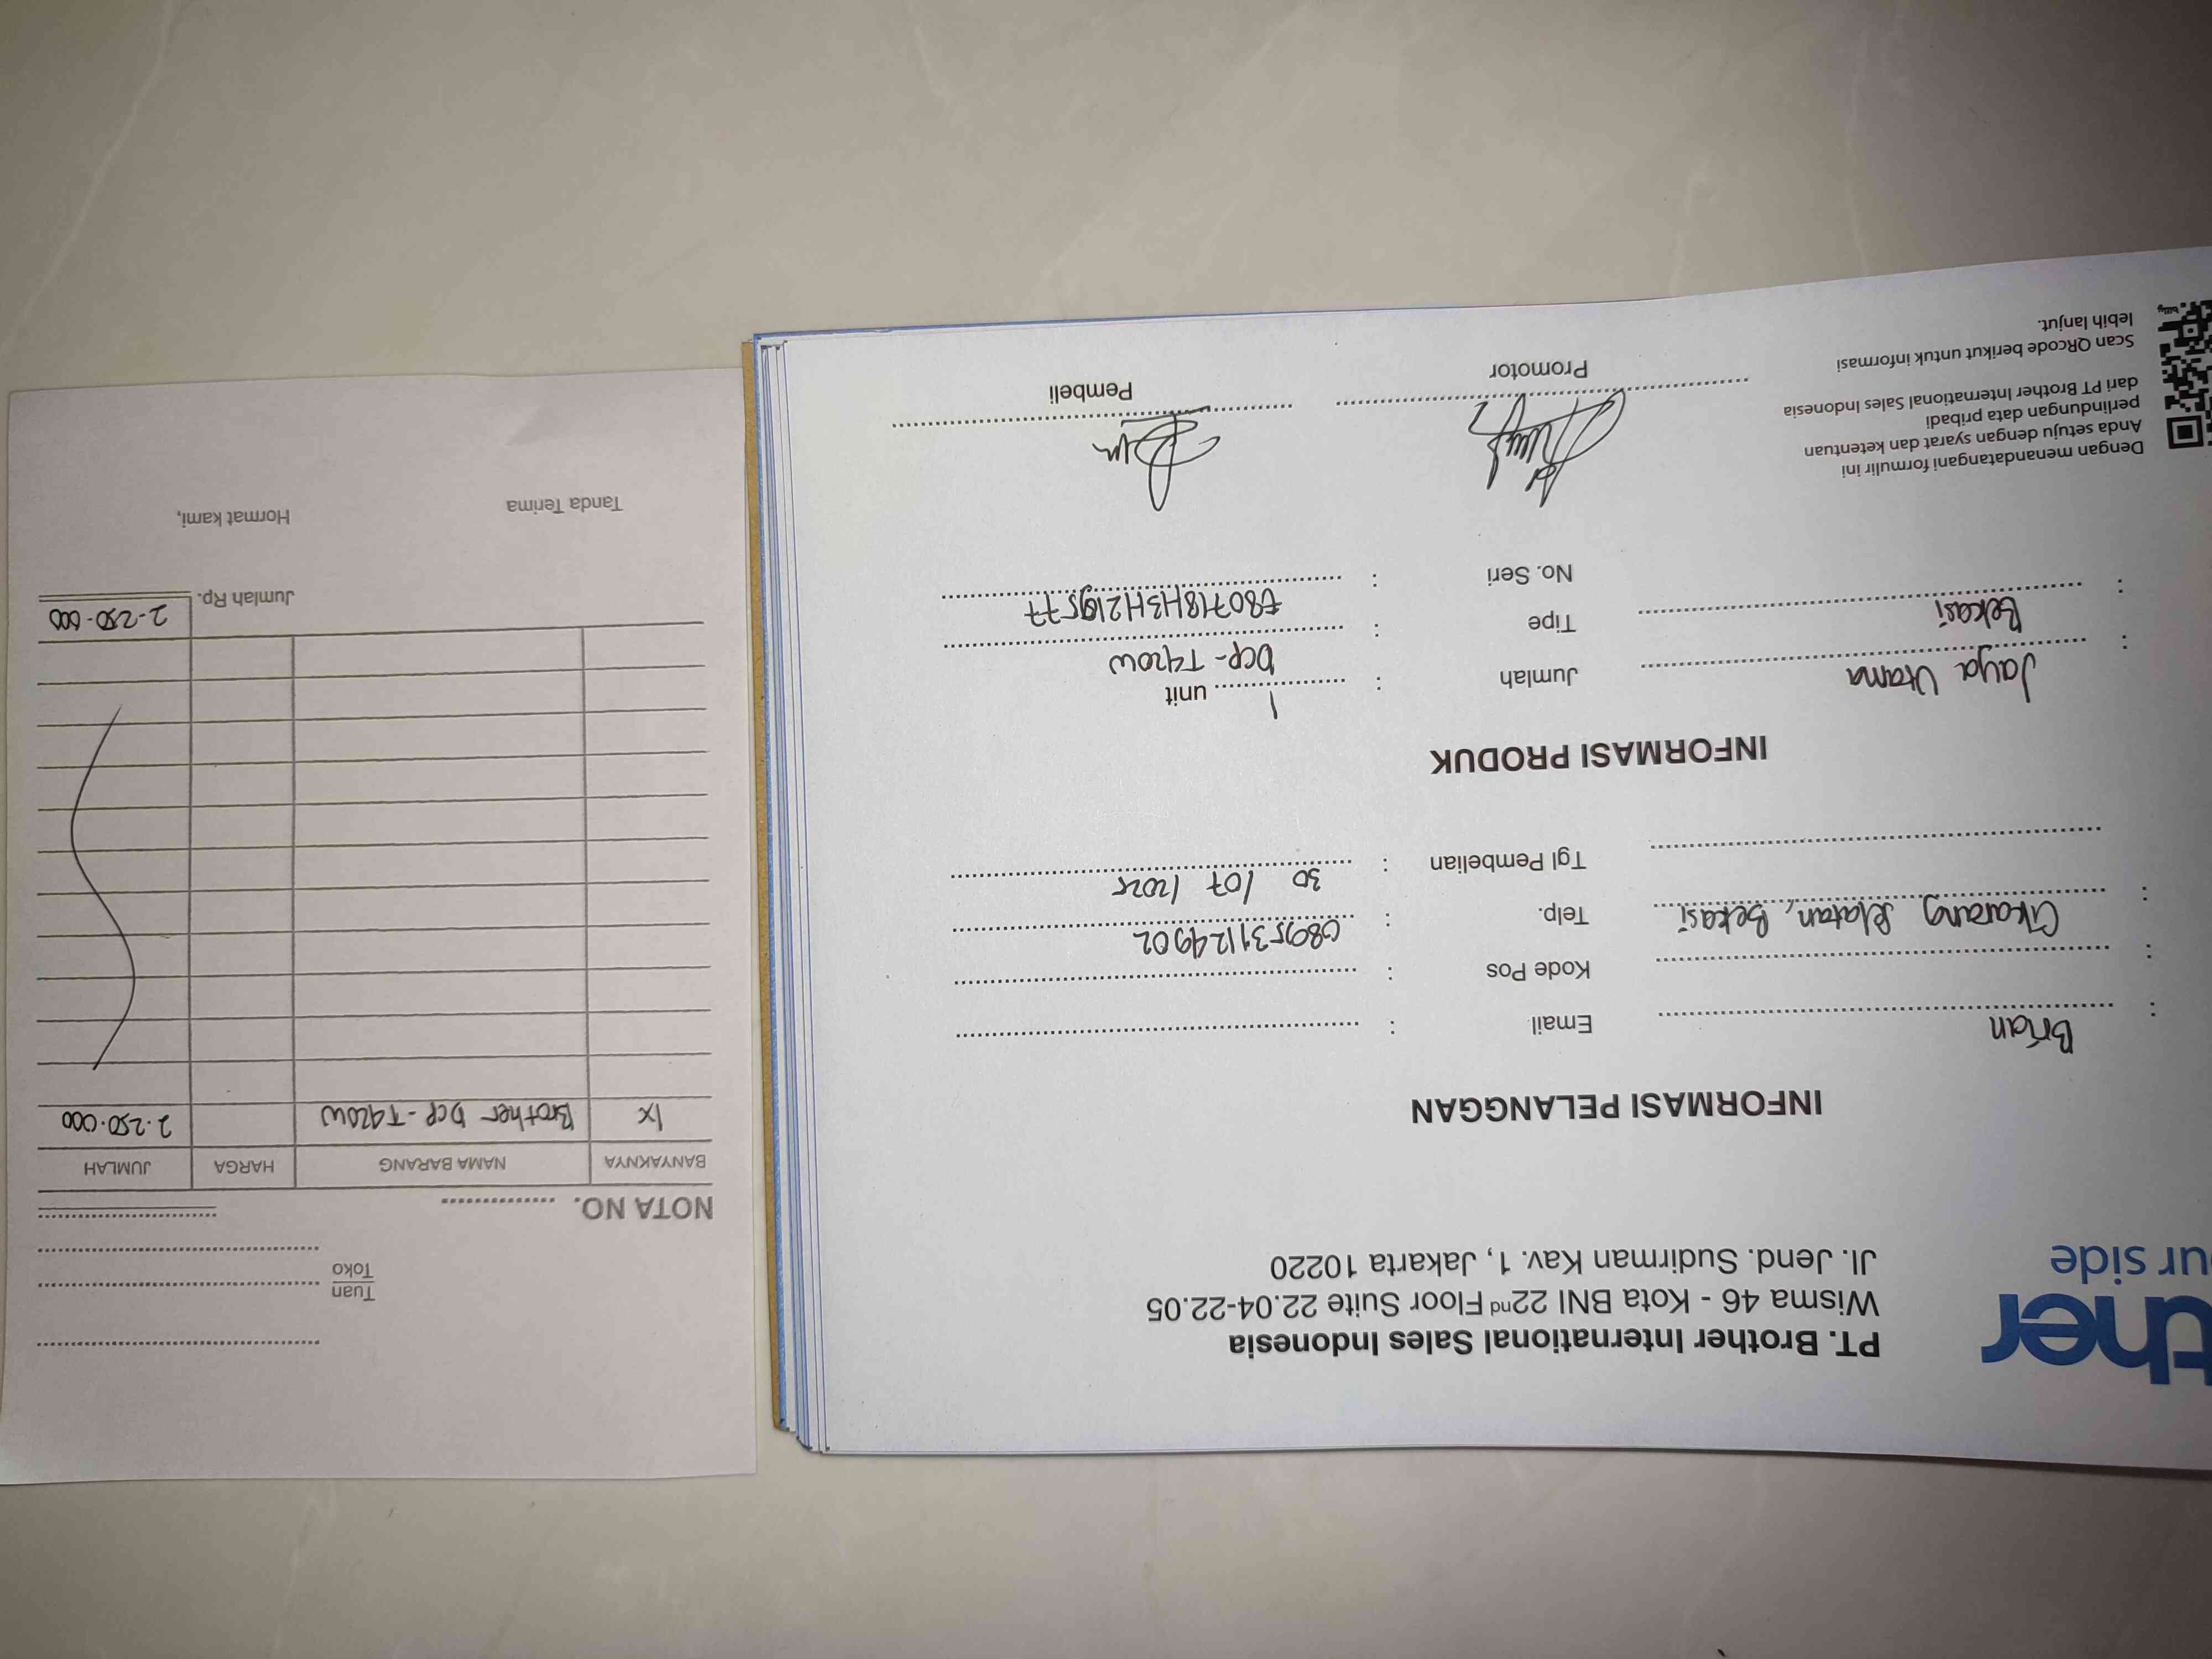 ther
ur side
PT. Brother International Sales Indonesia
Wisma 46 - Kota BNI 22nd Floor Suite 22.04-22.05
Jl. Jend. Sudirman Kav. 1, Jakarta 10220
INFORMASI PELANGGAN
: Brian
Email :
:
Kode Pos :
: Cikarang Selatan, Bekasi
Telp. : 0895311124902
Tgl Pembelian : 30 / 07 / 2025
INFORMASI PRODUK
: Jaya Utama
Jumlah : 1 unit
: Bekasi
Tipe : DCP-T420W
No. Seri :
Dengan menandatangani formulir ini
Anda setuju dengan syarat dan ketentuan
perlindungan data pribadi
dari PT Brother International Sales Indonesia
Scan QRcode berikut untuk informasi
lebih lanjut.
Promotor
Pembeli
Tuan
Toko
NOTA NO.
BANYAKNYA NAMA BARANG HARGA JUMLAH
1x Brother DCP-T420W 2.250.000
Jumlah Rp. 2.250.000
Tanda Terima Hormat kami,